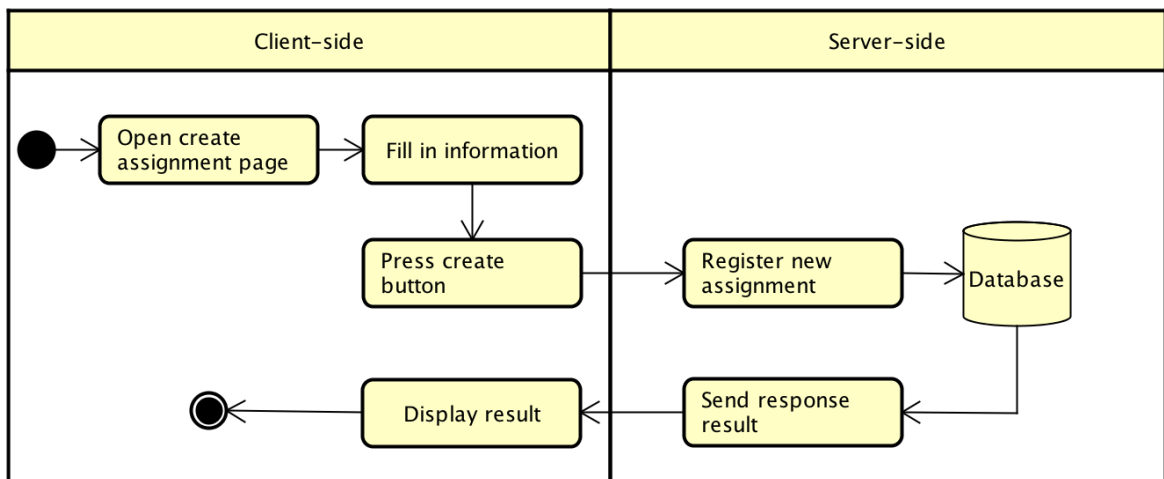 Client-side
Server-side
Open create
assignment page
Fill in information
Press create
button
Register new
assignment
Database
Display result
Send response
result